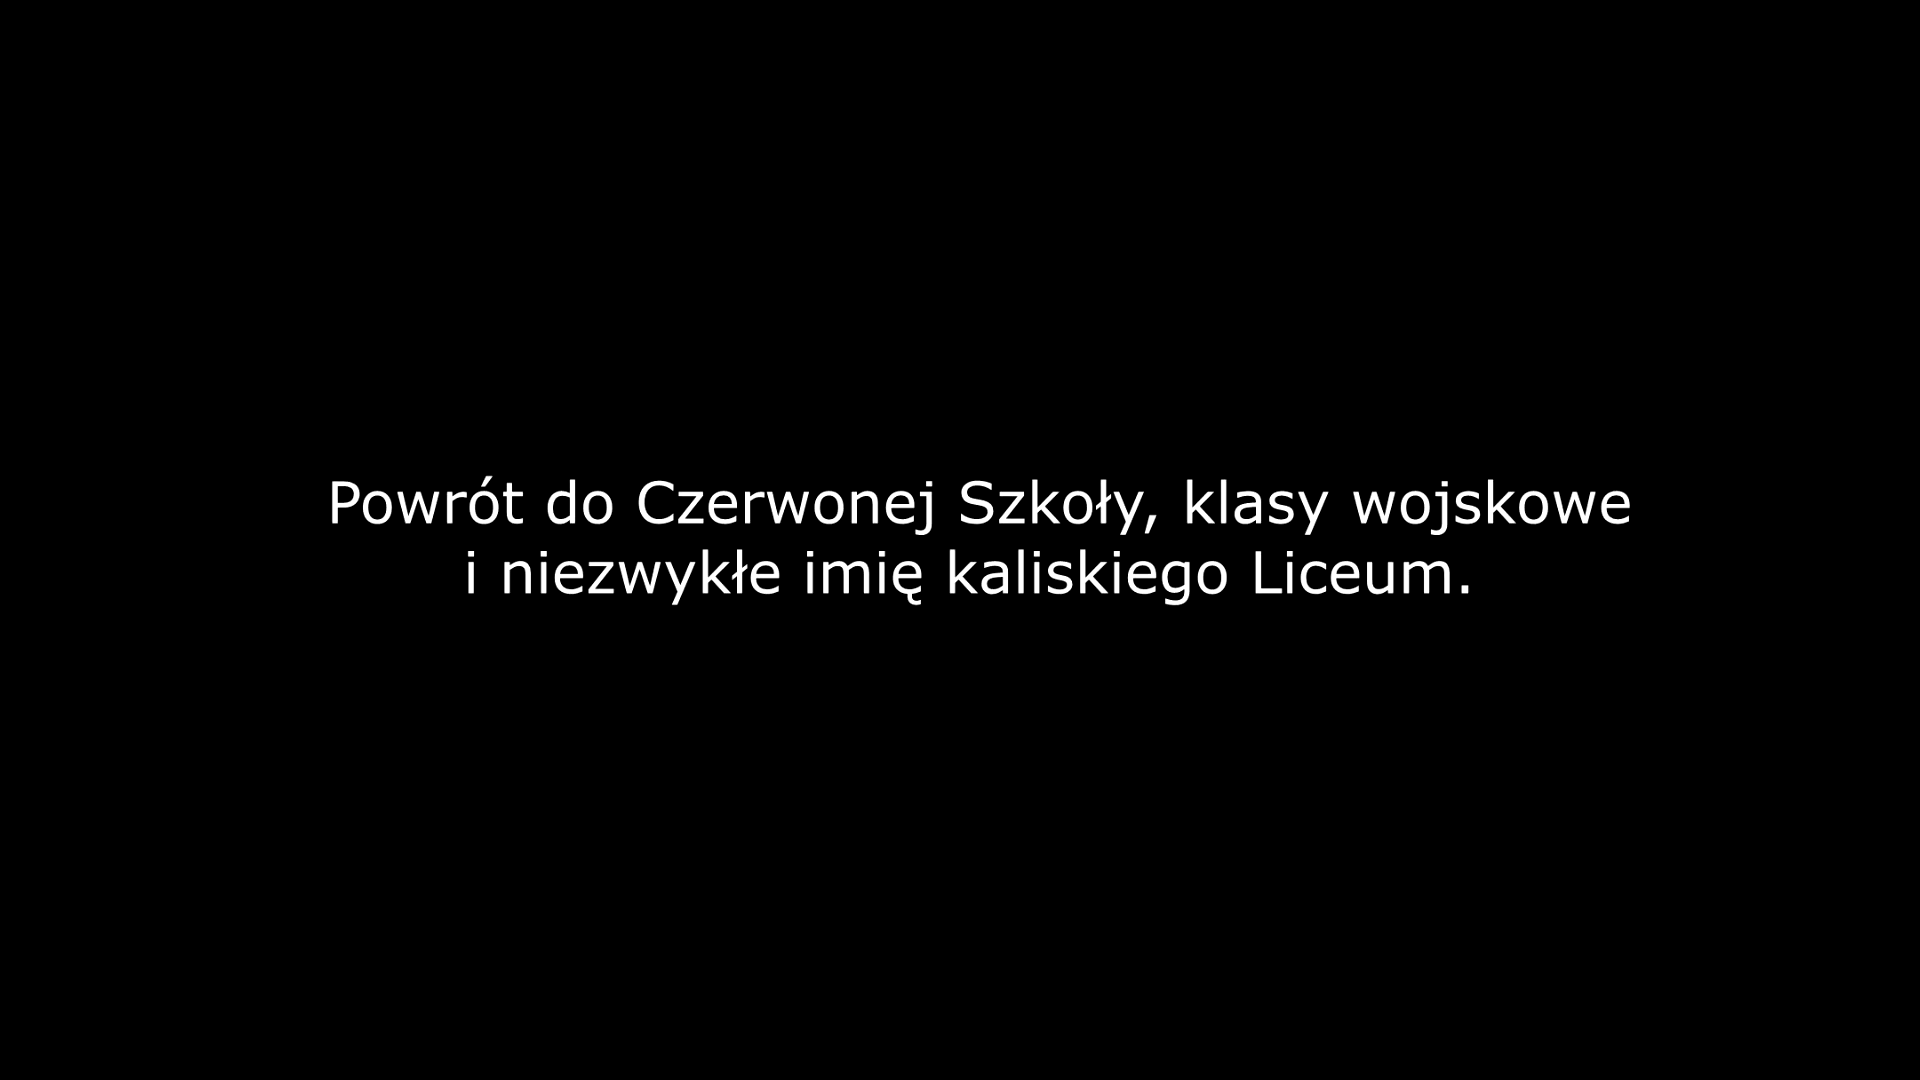 Powrót do Czerwonej Szkoły, klasy wojskowe
i niezwykłe imię kaliskiego Liceum.